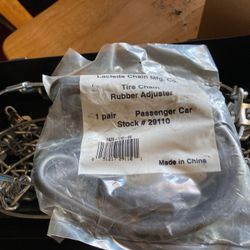 Laclede Chain Mfg. Co.
Tire Chain
Rubber Adjuster
1 pair Passenger Car
Stock # 29110
Made in China